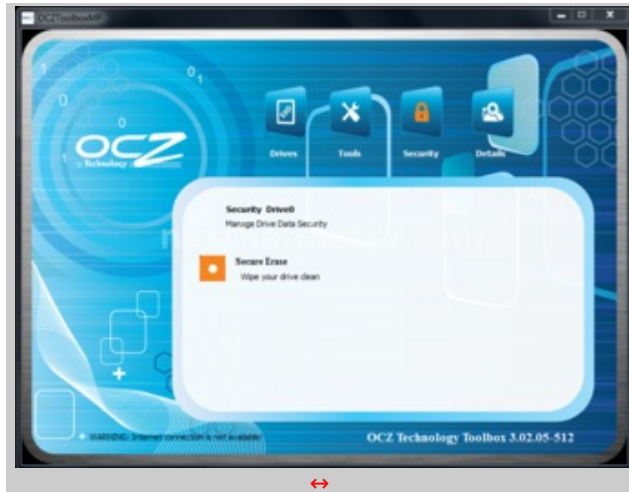 OCZToolboxMP
OCZ
Technology
Drives
Tools
Security
Details
Security Drive0
Manage Drive Data Security
Secure Erase
Wipe your drive clean
WARNING: Internet connection is not available!
OCZ Technology Toolbox 3.02.05-512